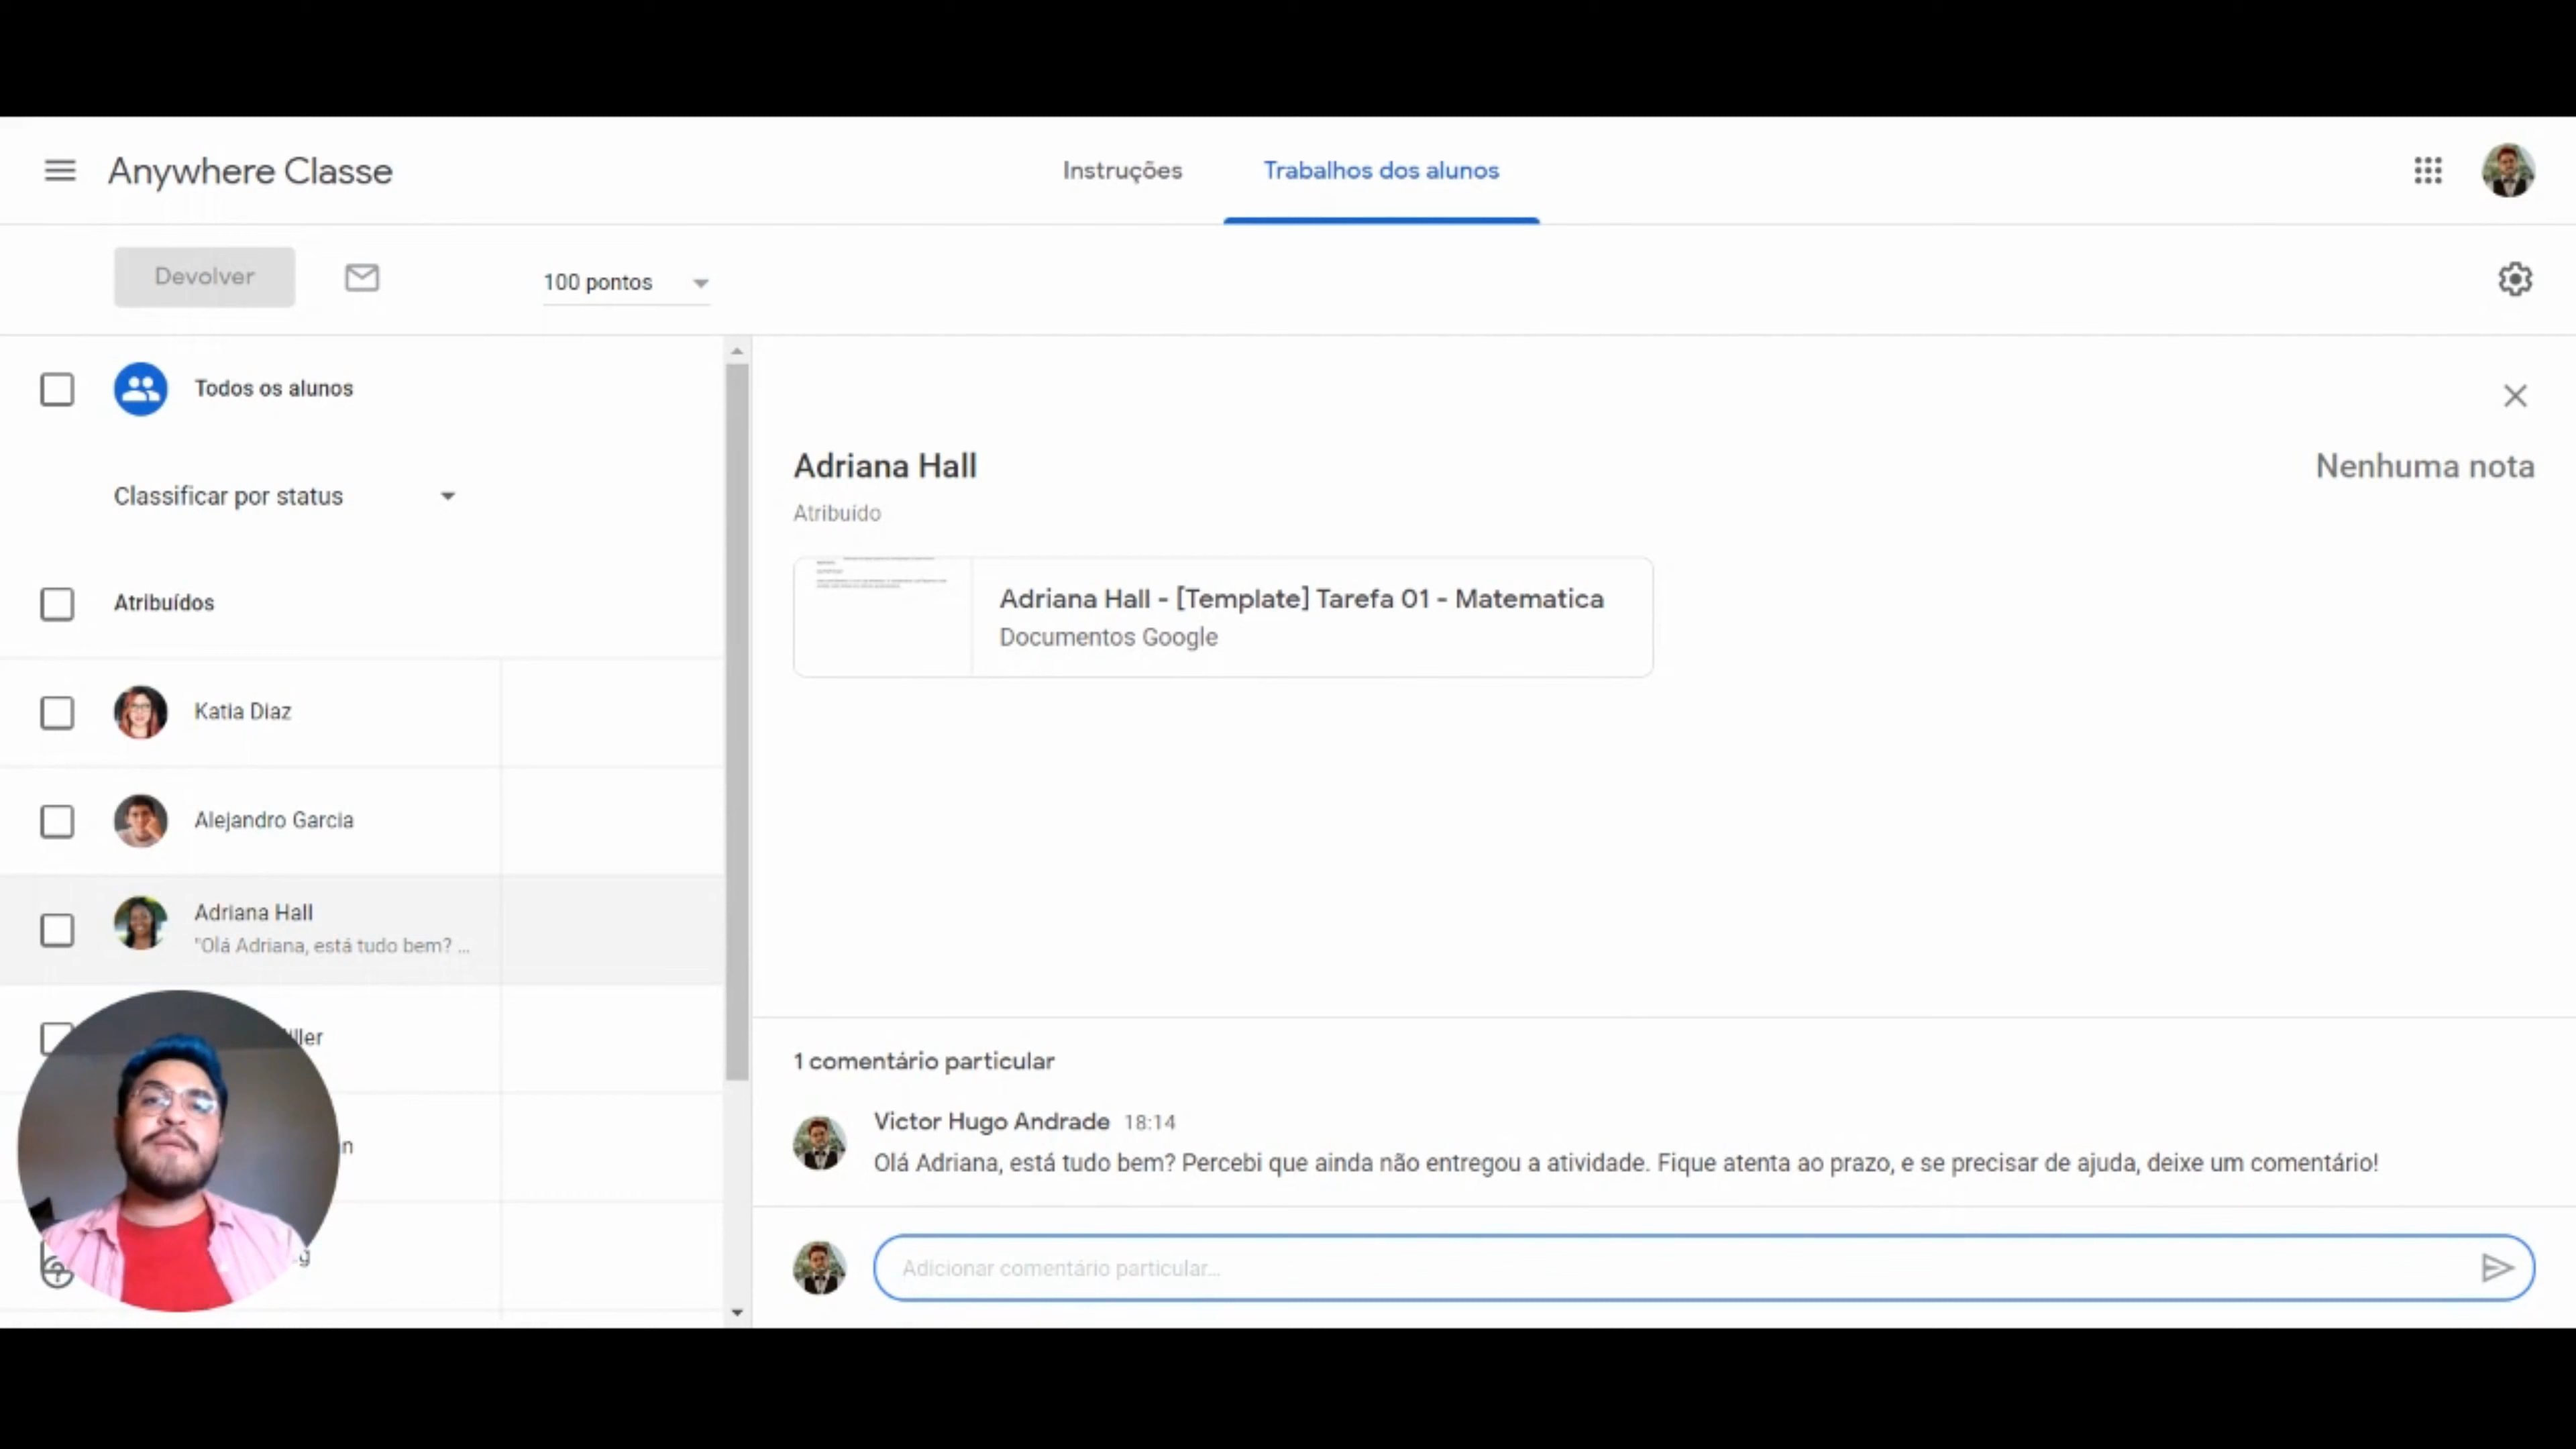 Anywhere Classe
Instruções
Trabalhos dos alunos
Devolver
100 pontos
Todos os alunos
Classificar por status
Atribuídos
Katia Diaz
Alejandro Garcia
Adriana Hall
"Olá Adriana, está tudo bem? ...
Adriana Hall
Nenhuma nota
Atribuído
Adriana Hall - [Template] Tarefa 01 - Matematica
Documentos Google
1 comentário particular
Victor Hugo Andrade 18:14
Olá Adriana, está tudo bem? Percebi que ainda não entregou a atividade. Fique atenta ao prazo, e se precisar de ajuda, deixe um comentário!
Adicionar comentário particular...